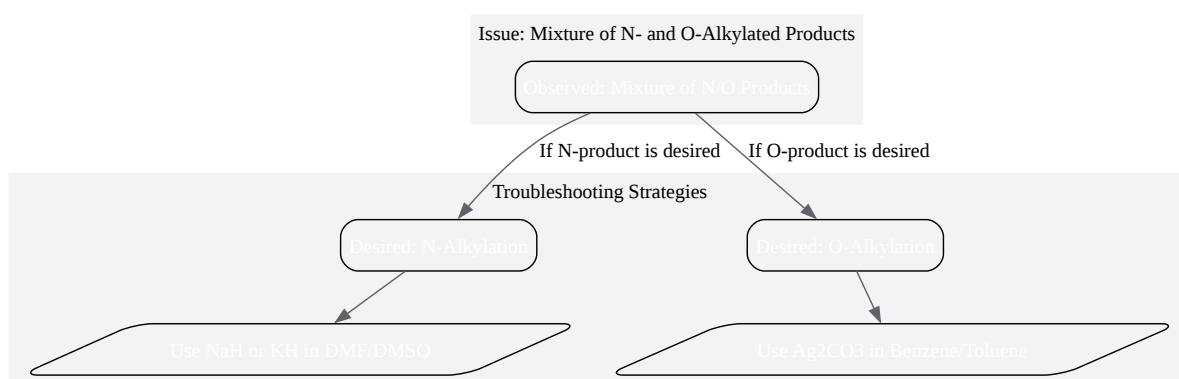 Issue: Mixture of N- and O-Alkylated Products
Observed: Mixture of N/O Products
If N-product is desired
If O-product is desired
Troubleshooting Strategies
Desired: N-Alkylation
Desired: O-Alkylation
Use NaH or KH in DMF/DMSO
Use Ag2CO3 in Benzene/Toluene